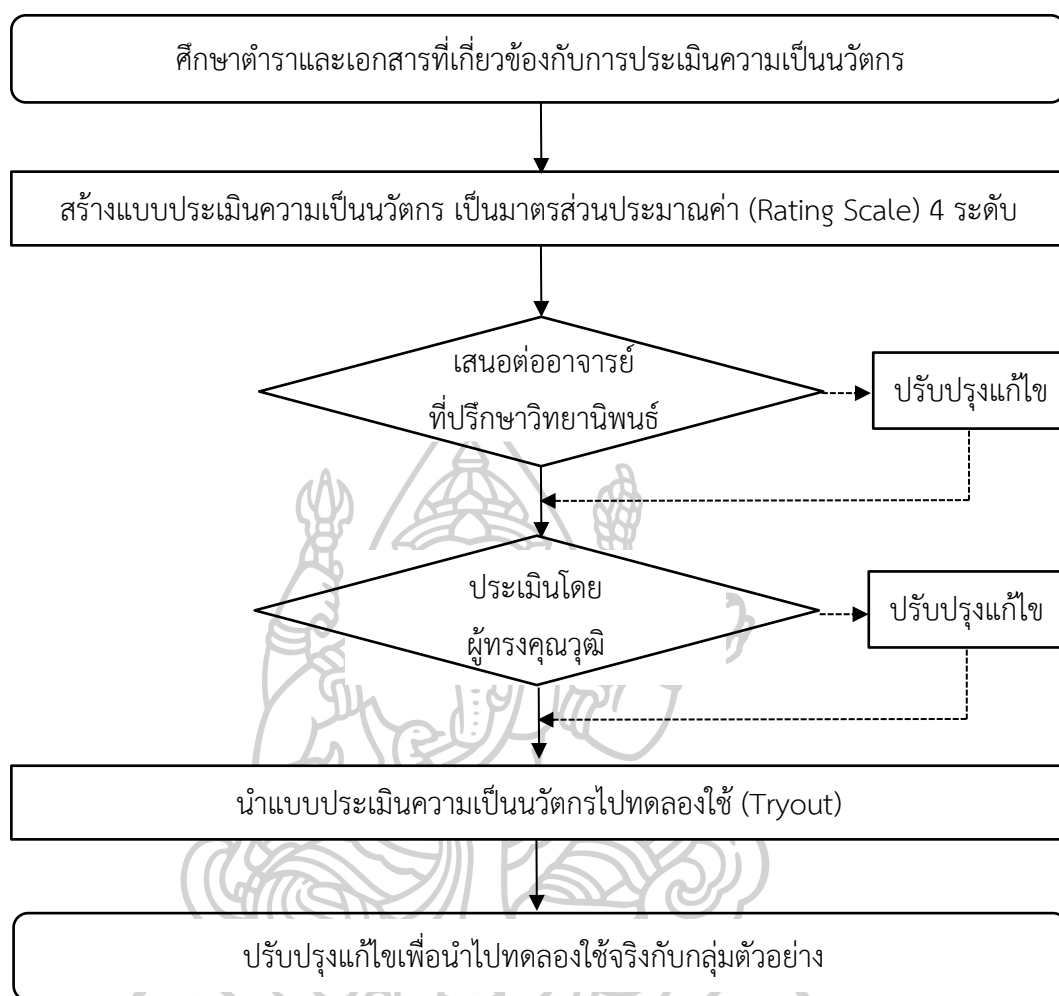 ศึกษาตำราและเอกสารที่เกี่ยวข้องกับการประเมินความเป็นนวัตกร
สร้างแบบประเมินความเป็นนวัตกร เป็นมาตรส่วนประมาณค่า (Rating Scale) 4 ระดับ
เสนอต่ออาจารย์
ที่ปรึกษาวิทยานิพนธ์
ปรับปรุงแก้ไข
ประเมินโดย
ผู้ทรงคุณวุฒิ
ปรับปรุงแก้ไข
นำแบบประเมินความเป็นนวัตกรไปทดลองใช้ (Tryout)
ปรับปรุงแก้ไขเพื่อนำไปทดลองใช้จริงกับกลุ่มตัวอย่าง